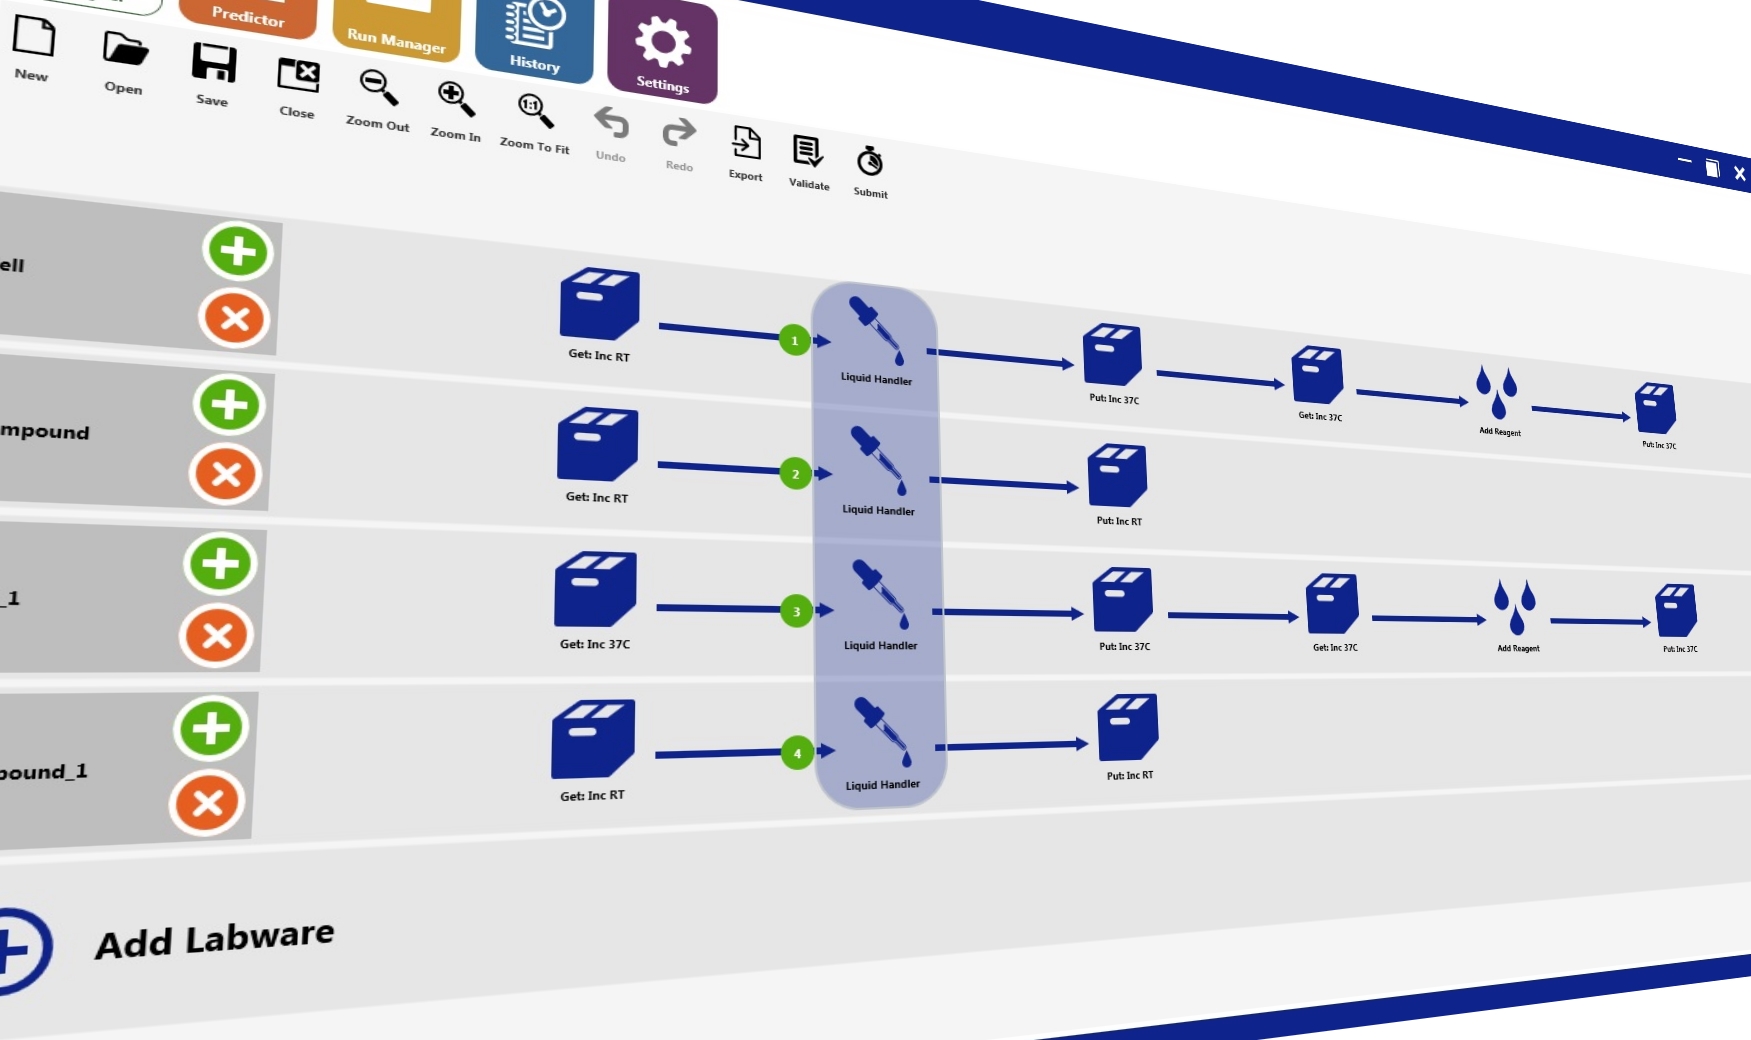 Predictor
Run Manager
History
Settings
New
Open
Save
Close
Zoom Out
Zoom In
1:1
Zoom To Fit
Undo
Redo
Export
Validate
Submit
ell
Get: Inc RT
1
Liquid Handler
Put: Inc 37C
Get: Inc 37C
Add Reagent
Put: Inc 37C
mpound
Get: Inc RT
2
Liquid Handler
Put: Inc RT
_1
Get: Inc 37C
3
Liquid Handler
Put: Inc 37C
Get: Inc 37C
Add Reagent
Put: Inc 37C
pound_1
Get: Inc RT
4
Liquid Handler
Put: Inc RT
Add Labware